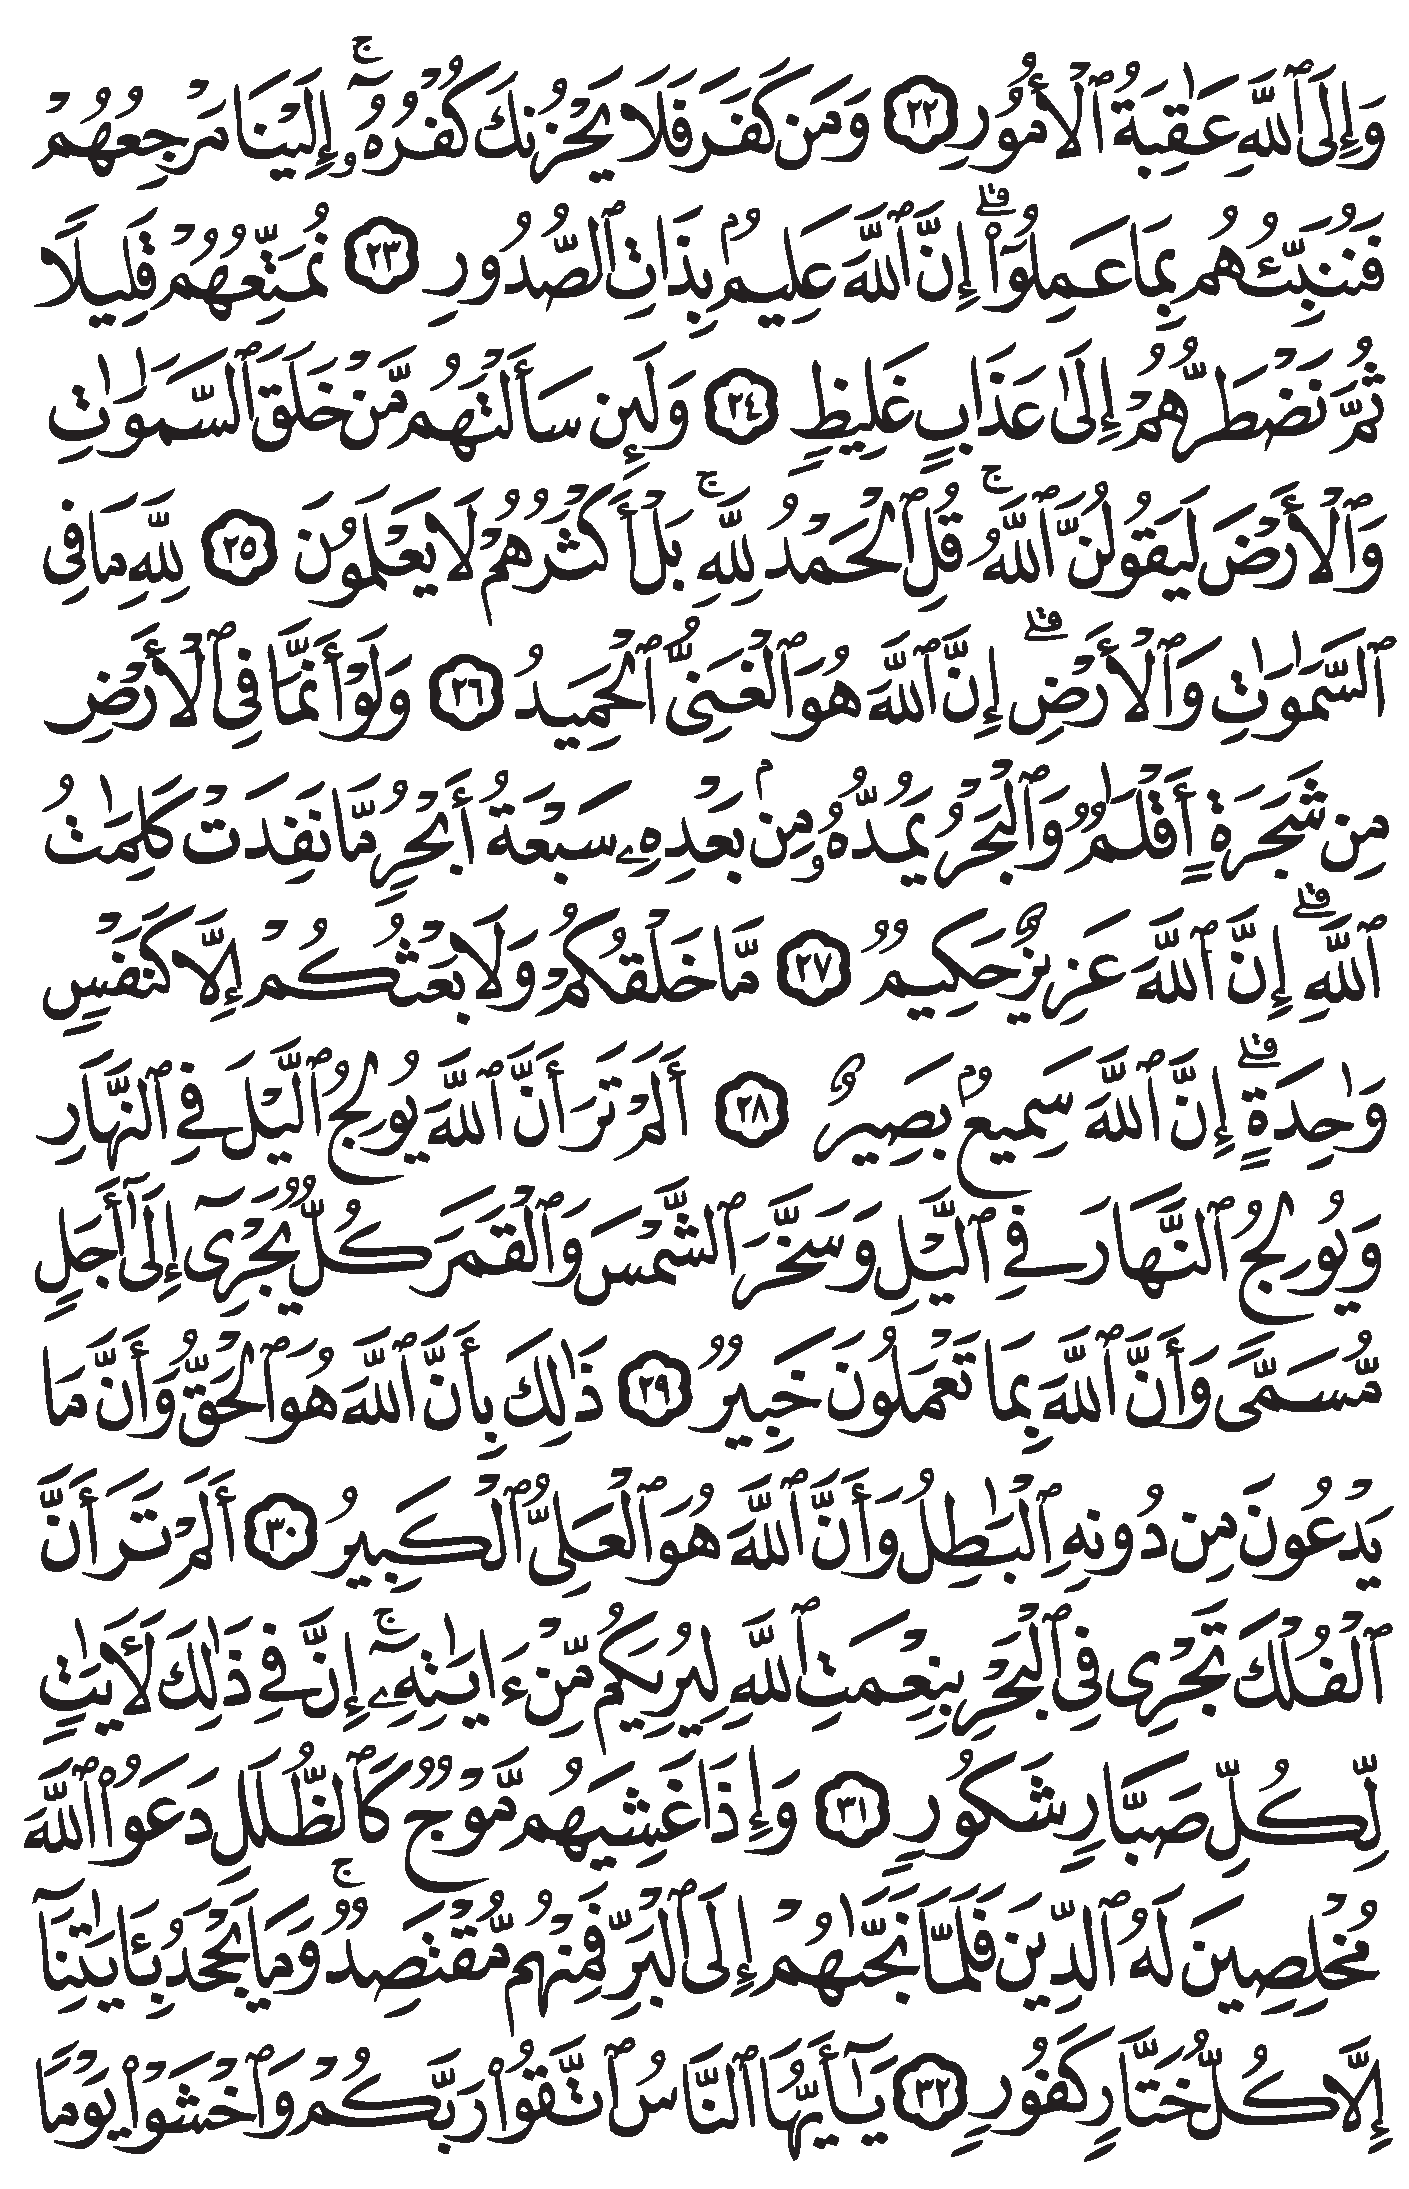 وَإِلَى ٱللَّهِ عَـٰقِبَةُ ٱلْأُمُورِ ٢٢ وَمَن كَفَرَ فَلَا يَحْزُنكَ كُفْرُهُۥٓ ۚ إِلَيْنَا مَرْجِعُهُمْ
فَنُنَبِّئُهُم بِمَا عَمِلُوٓا۟ ۗ إِنَّ ٱللَّهَ عَلِيمُۢ بِذَاتِ ٱلصُّدُورِ ٢٣ نُمَتِّعُهُمْ قَلِيلًا
ثُمَّ نَضْطَرُّهُمْ إِلَىٰ عَذَابٍ غَلِيظٍ ٢٤ وَلَئِن سَأَلْتَهُم مَّنْ خَلَقَ ٱلسَّمَـٰوَٰتِ
وَٱلْأَرْضَ لَيَقُولُنَّ ٱللَّهُ ۚ قُلِ ٱلْحَمْدُ لِلَّهِ ۚ بَلْ أَكْثَرُهُمْ لَا يَعْلَمُونَ ٢٥ لِلَّهِ مَا فِى
ٱلسَّمَـٰوَٰتِ وَٱلْأَرْضِ ۗ إِنَّ ٱللَّهَ هُوَ ٱلْغَنِىُّ ٱلْحَمِيدُ ٢٦ وَلَوْ أَنَّمَا فِى ٱلْأَرْضِ
مِن شَجَرَةٍ أَقْلَـٰمٌ وَٱلْبَحْرُ يَمُدُّهُۥ مِنۢ بَعْدِهِۦ سَبْعَةُ أَبْحُرٍ مَّا نَفِدَتْ كَلِمَـٰتُ
ٱللَّهِ ۗ إِنَّ ٱللَّهَ عَزِيزٌ حَكِيمٌ ٢٧ مَّا خَلْقُكُمْ وَلَا بَعْثُكُمْ إِلَّا كَنَفْسٍ
وَٰحِدَةٍ ۗ إِنَّ ٱللَّهَ سَمِيعُۢ بَصِيرٌ ٢٨ أَلَمْ تَرَ أَنَّ ٱللَّهَ يُولِجُ ٱلَّيْلَ فِى ٱلنَّهَارِ
وَيُولِجُ ٱلنَّهَارَ فِى ٱلَّيْلِ وَسَخَّرَ ٱلشَّمْسَ وَٱلْقَمَرَ كُلٌّ يَجْرِىٓ إِلَىٰٓ أَجَلٍ
مُّسَمًّى وَأَنَّ ٱللَّهَ بِمَا تَعْمَلُونَ خَبِيرٌ ٢٩ ذَٰلِكَ بِأَنَّ ٱللَّهَ هُوَ ٱلْحَقُّ وَأَنَّ مَا
يَدْعُونَ مِن دُونِهِ ٱلْبَـٰطِلُ وَأَنَّ ٱللَّهَ هُوَ ٱلْعَلِىُّ ٱلْكَبِيرُ ٣٠ أَلَمْ تَرَ أَنَّ
ٱلْفُلْكَ تَجْرِى فِى ٱلْبَحْرِ بِنِعْمَتِ ٱللَّهِ لِيُرِيَكُم مِّنْ ءَايَـٰتِهِۦٓ ۚ إِنَّ فِى ذَٰلِكَ لَـَٔايَـٰتٍ
لِّكُلِّ صَبَّارٍ شَكُورٍ ٣١ وَإِذَا غَشِيَهُم مَّوْجٌ كَٱلظُّلَلِ دَعَوُا۟ ٱللَّهَ
مُخْلِصِينَ لَهُ ٱلدِّينَ فَلَمَّا نَجَّىٰهُمْ إِلَى ٱلْبَرِّ فَمِنْهُم مُّقْتَصِدٌ ۚ وَمَا يَجْحَدُ بِـَٔايَـٰتِنَآ
إِلَّا كُلُّ خَتَّارٍ كَفُورٍ ٣٢ يَـٰٓأَيُّهَا ٱلنَّاسُ ٱتَّقُوا۟ رَبَّكُمْ وَٱخْشَوْا۟ يَوْمًا